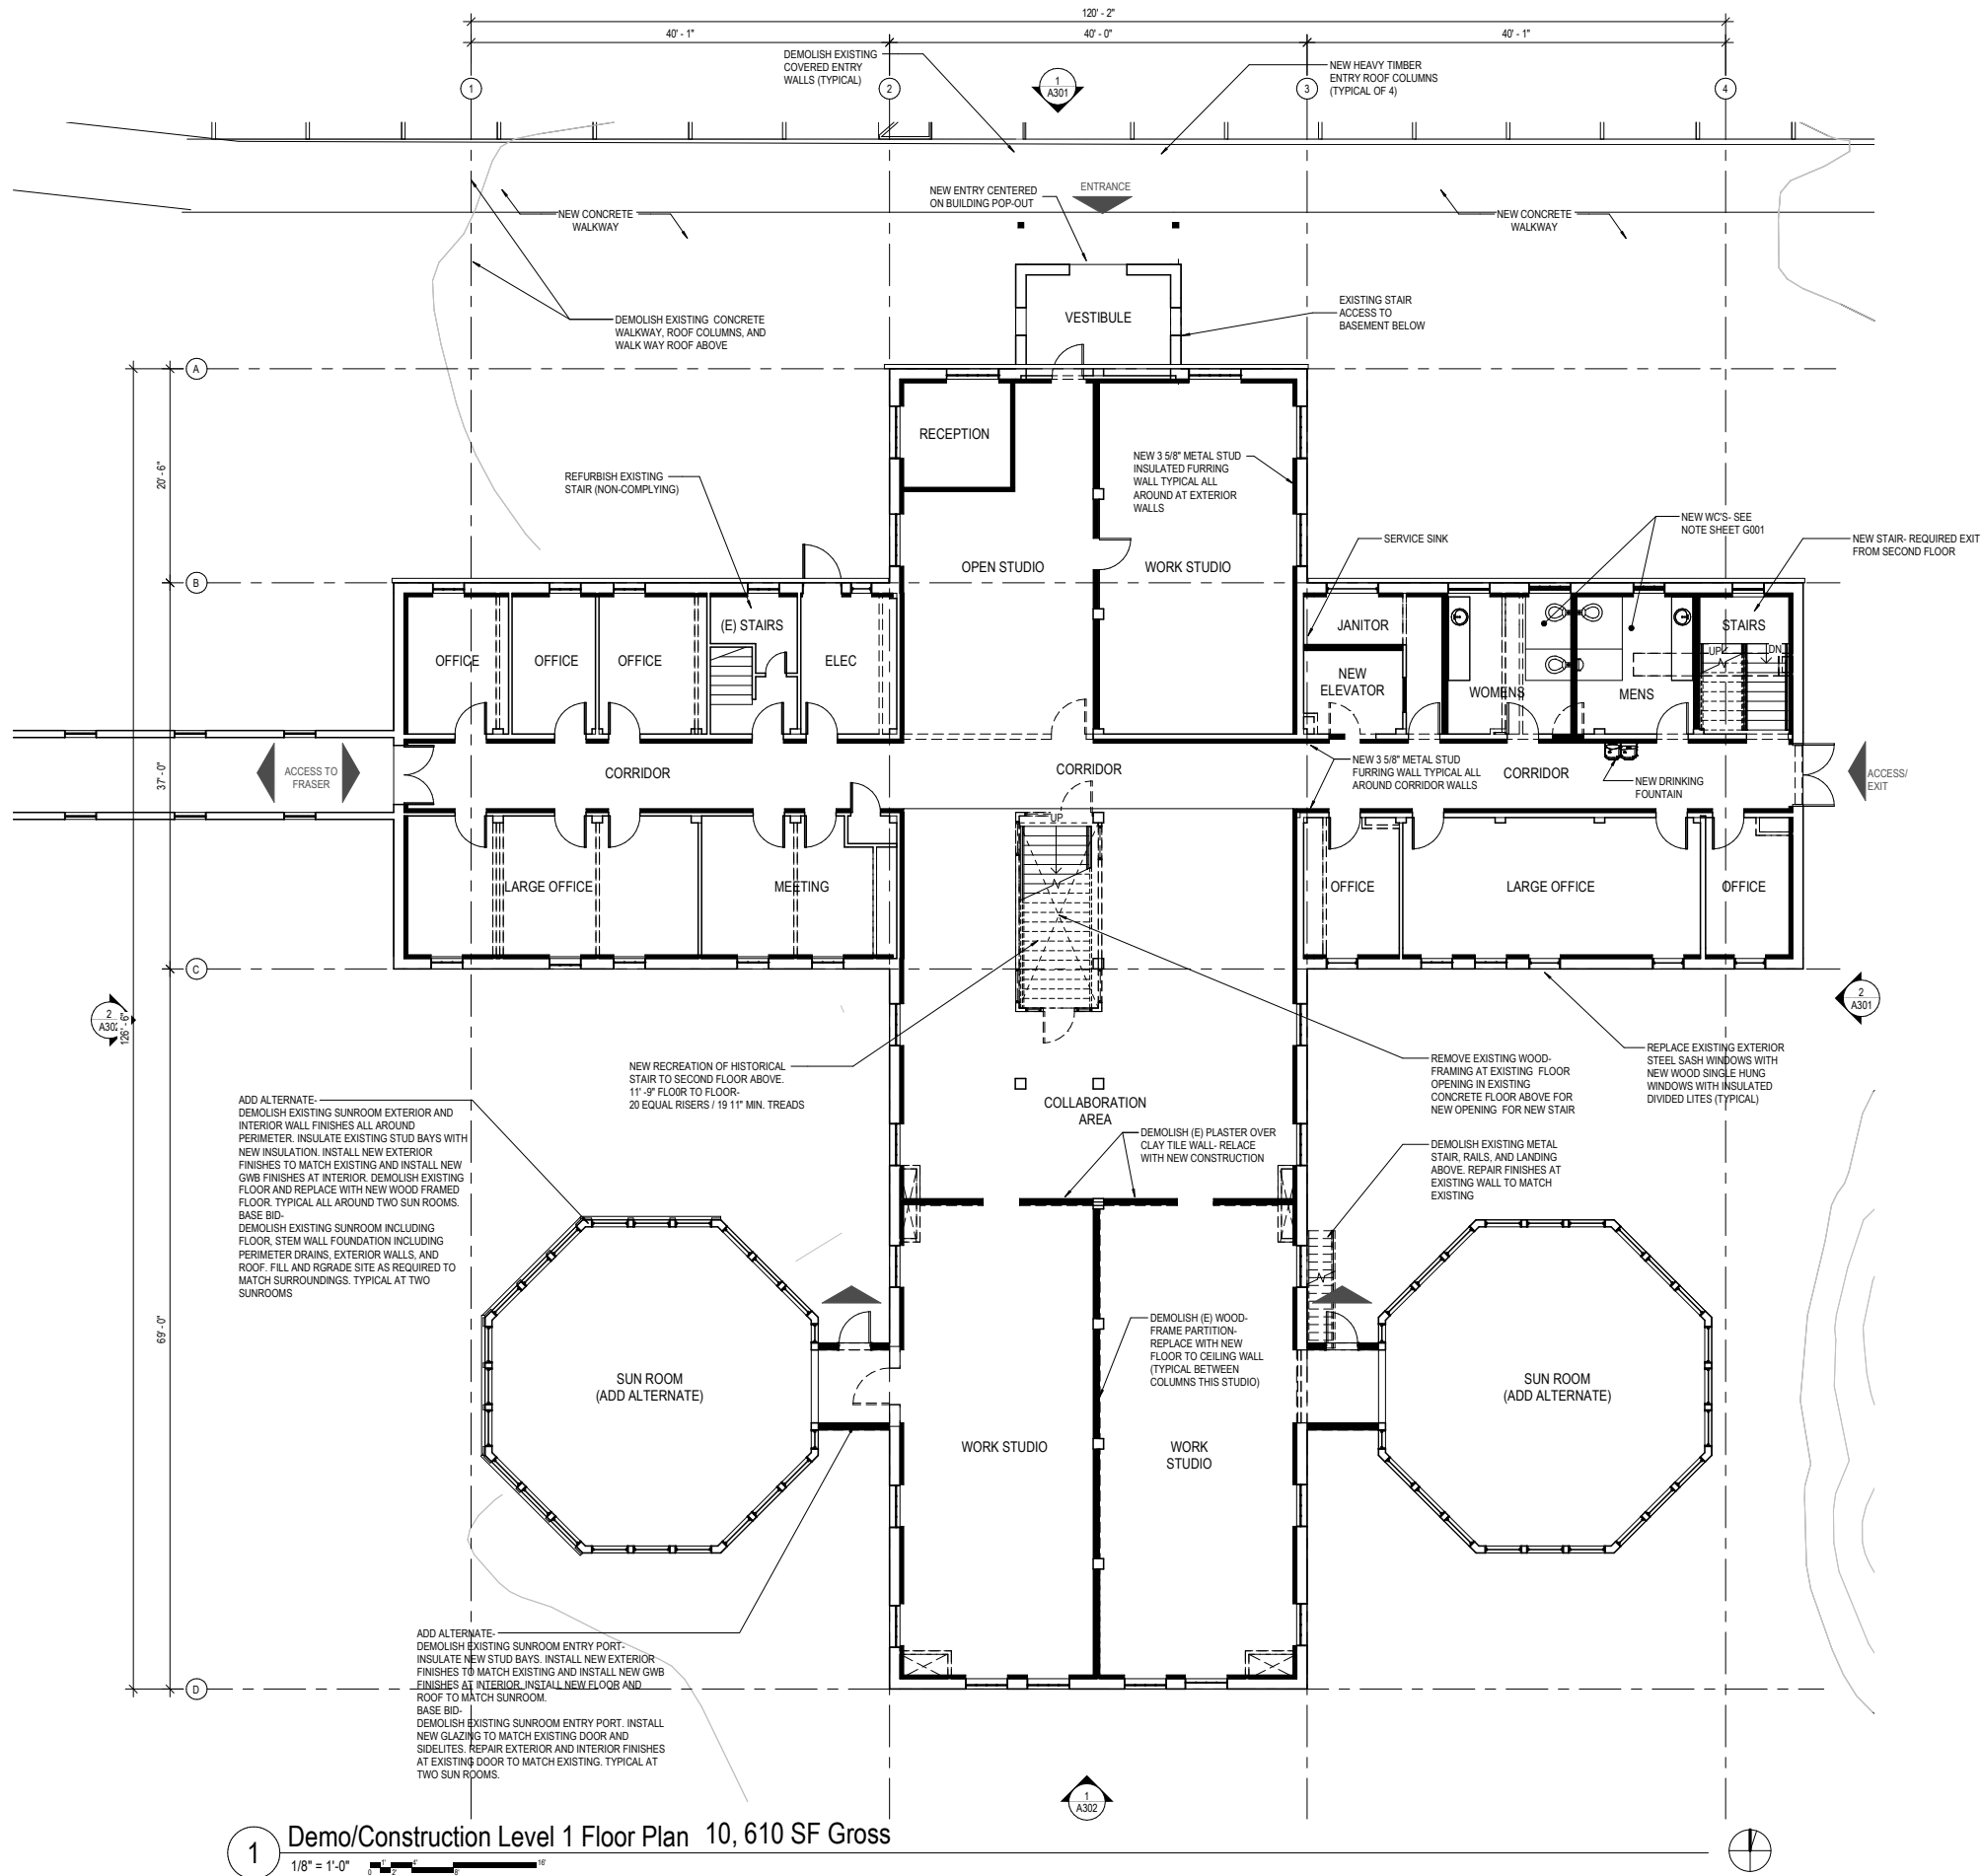 120' - 2"
40' - 1"
40' - 0"
40' - 1"
DEMOLISH EXISTING
COVERED ENTRY
WALLS (TYPICAL)
1
A301
NEW HEAVY TIMBER
ENTRY ROOF COLUMNS
(TYPICAL OF 4)
1
2
3
4
NEW ENTRY CENTERED
ON BUILDING POP-OUT
ENTRANCE
NEW CONCRETE
WALKWAY
NEW CONCRETE
WALKWAY
DEMOLISH EXISTING CONCRETE
WALKWAY, ROOF COLUMNS, AND
WALK WAY ROOF ABOVE
VESTIBULE
EXISTING STAIR
ACCESS TO
BASEMENT BELOW
A
20' - 6"
RECEPTION
REFURBISH EXISTING
STAIR (NON-COMPLYING)
NEW 3 5/8" METAL STUD
INSULATED FURRING
WALL TYPICAL ALL
AROUND AT EXTERIOR
WALLS
SERVICE SINK
NEW WC'S- SEE
NOTE SHEET G001
NEW STAIR- REQUIRED EXIT
FROM SECOND FLOOR
B
OPEN STUDIO
WORK STUDIO
(E) STAIRS
JANITOR
STAIRS
OFFICE
OFFICE
OFFICE
ELEC
NEW
ELEVATOR
WOMENS
MENS
UP
DN
37' - 0"
ACCESS TO
FRASER
CORRIDOR
CORRIDOR
NEW 3 5/8" METAL STUD
FURRING WALL TYPICAL ALL
AROUND CORRIDOR WALLS
CORRIDOR
NEW DRINKING
FOUNTAIN
ACCESS/
EXIT
UP
LARGE OFFICE
MEETING
OFFICE
LARGE OFFICE
OFFICE
C
2
A302
126' - 6"
2
A301
NEW RECREATION OF HISTORICAL
STAIR TO SECOND FLOOR ABOVE.
11' -9" FLOOR TO FLOOR-
20 EQUAL RISERS / 19 11" MIN. TREADS
REMOVE EXISTING WOOD-
FRAMING AT EXISTING FLOOR
OPENING IN EXISTING
CONCRETE FLOOR ABOVE FOR
NEW OPENING FOR NEW STAIR
REPLACE EXISTING EXTERIOR
STEEL SASH WINDOWS WITH
NEW WOOD SINGLE HUNG
WINDOWS WITH INSULATED
DIVIDED LITES (TYPICAL)
COLLABORATION
AREA
ADD ALTERNATE-
DEMOLISH EXISTING SUNROOM EXTERIOR AND
INTERIOR WALL FINISHES ALL AROUND
PERIMETER. INSULATE EXISTING STUD BAYS WITH
NEW INSULATION. INSTALL NEW EXTERIOR
FINISHES TO MATCH EXISTING AND INSTALL NEW
GWB FINISHES AT INTERIOR. DEMOLISH EXISTING
FLOOR AND REPLACE WITH NEW WOOD FRAMED
FLOOR. TYPICAL ALL AROUND TWO SUN ROOMS.
BASE BID-
DEMOLISH EXISTING SUNROOM INCLUDING
FLOOR, STEM WALL FOUNDATION INCLUDING
PERIMETER DRAINS, EXTERIOR WALLS, AND
ROOF. FILL AND RGRADE SITE AS REQUIRED TO
MATCH SURROUNDINGS. TYPICAL AT TWO
SUNROOMS
DEMOLISH (E) PLASTER OVER
CLAY TILE WALL- RELACE
WITH NEW CONSTRUCTION
DEMOLISH EXISTING METAL
STAIR, RAILS, AND LANDING
ABOVE. REPAIR FINISHES AT
EXISTING WALL TO MATCH
EXISTING
69' - 0"
DEMOLISH (E) WOOD-
FRAME PARTITION-
REPLACE WITH NEW
FLOOR TO CEILING WALL
(TYPICAL BETWEEN
COLUMNS THIS STUDIO)
SUN ROOM
(ADD ALTERNATE)
SUN ROOM
(ADD ALTERNATE)
WORK STUDIO
WORK
STUDIO
ADD ALTERNATE-
DEMOLISH EXISTING SUNROOM ENTRY PORT-
INSULATE NEW STUD BAYS. INSTALL NEW EXTERIOR
FINISHES TO MATCH EXISTING AND INSTALL NEW GWB
FINISHES AT INTERIOR. INSTALL NEW FLOOR AND
ROOF TO MATCH SUNROOM.
BASE BID-
DEMOLISH EXISTING SUNROOM ENTRY PORT. INSTALL
NEW GLAZING TO MATCH EXISTING DOOR AND
SIDELITES. REPAIR EXTERIOR AND INTERIOR FINISHES
AT EXISTING DOOR TO MATCH EXISTING. TYPICAL AT
TWO SUN ROOMS.
D
1
A302
1
Demo/Construction Level 1 Floor Plan 10, 610 SF Gross
1/8" = 1'-0"
0 1' 2' 4' 8' 16'